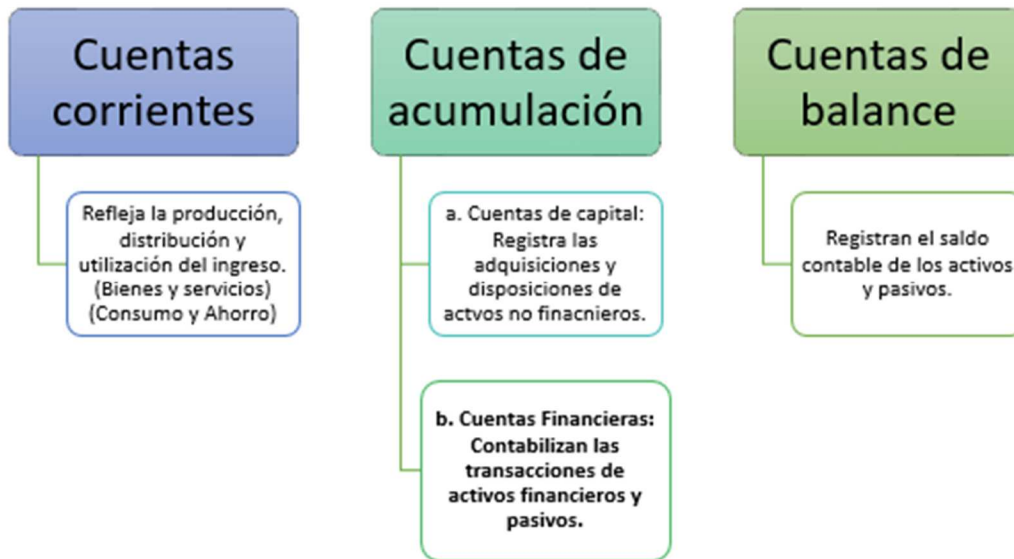 Cuentas
corrientes
Refleja la producción,
distribución y
utilización del ingreso.
(Bienes y servicios)
(Consumo y Ahorro)
Cuentas de
acumulación
a. Cuentas de capital:
Registra las
adquisiciones y
disposiciones de
actvos no finacnieros.
b. Cuentas Financieras:
Contabilizan las
transacciones de
activos financieros y
pasivos.
Cuentas de
balance
Registran el saldo
contable de los activos
y pasivos.